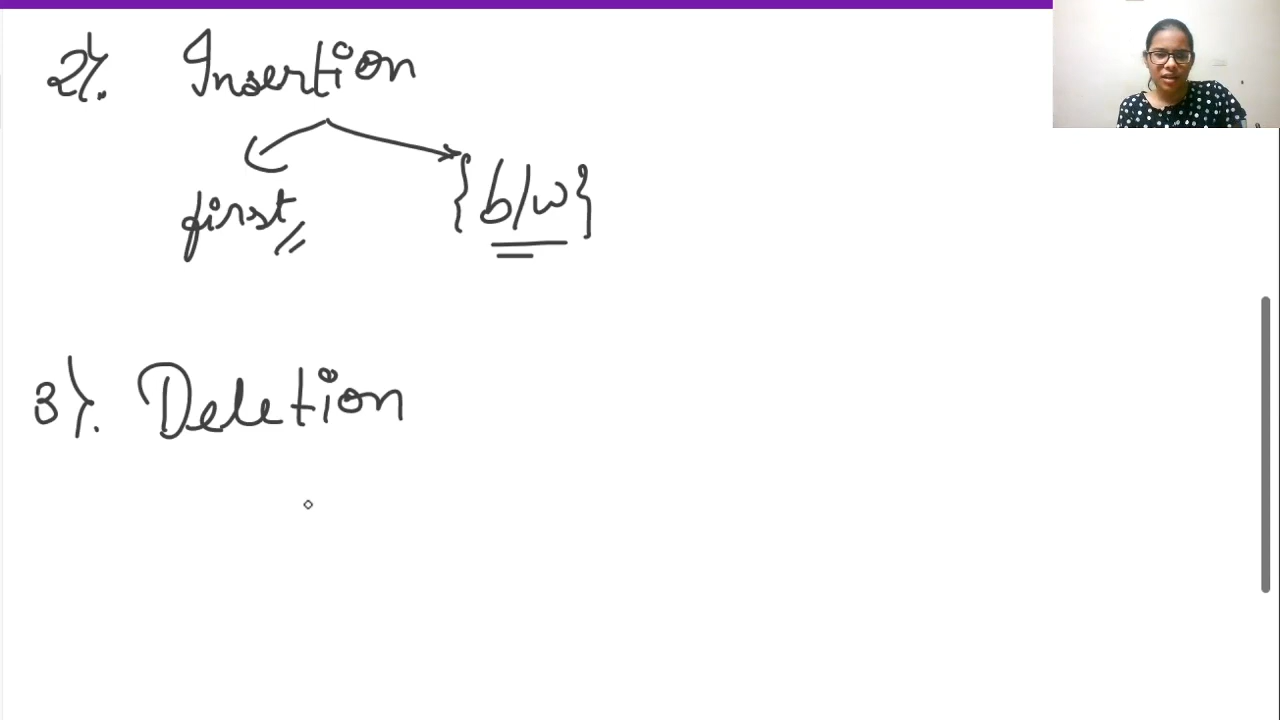 2). Insertion
first {b/w}
3). Deletion